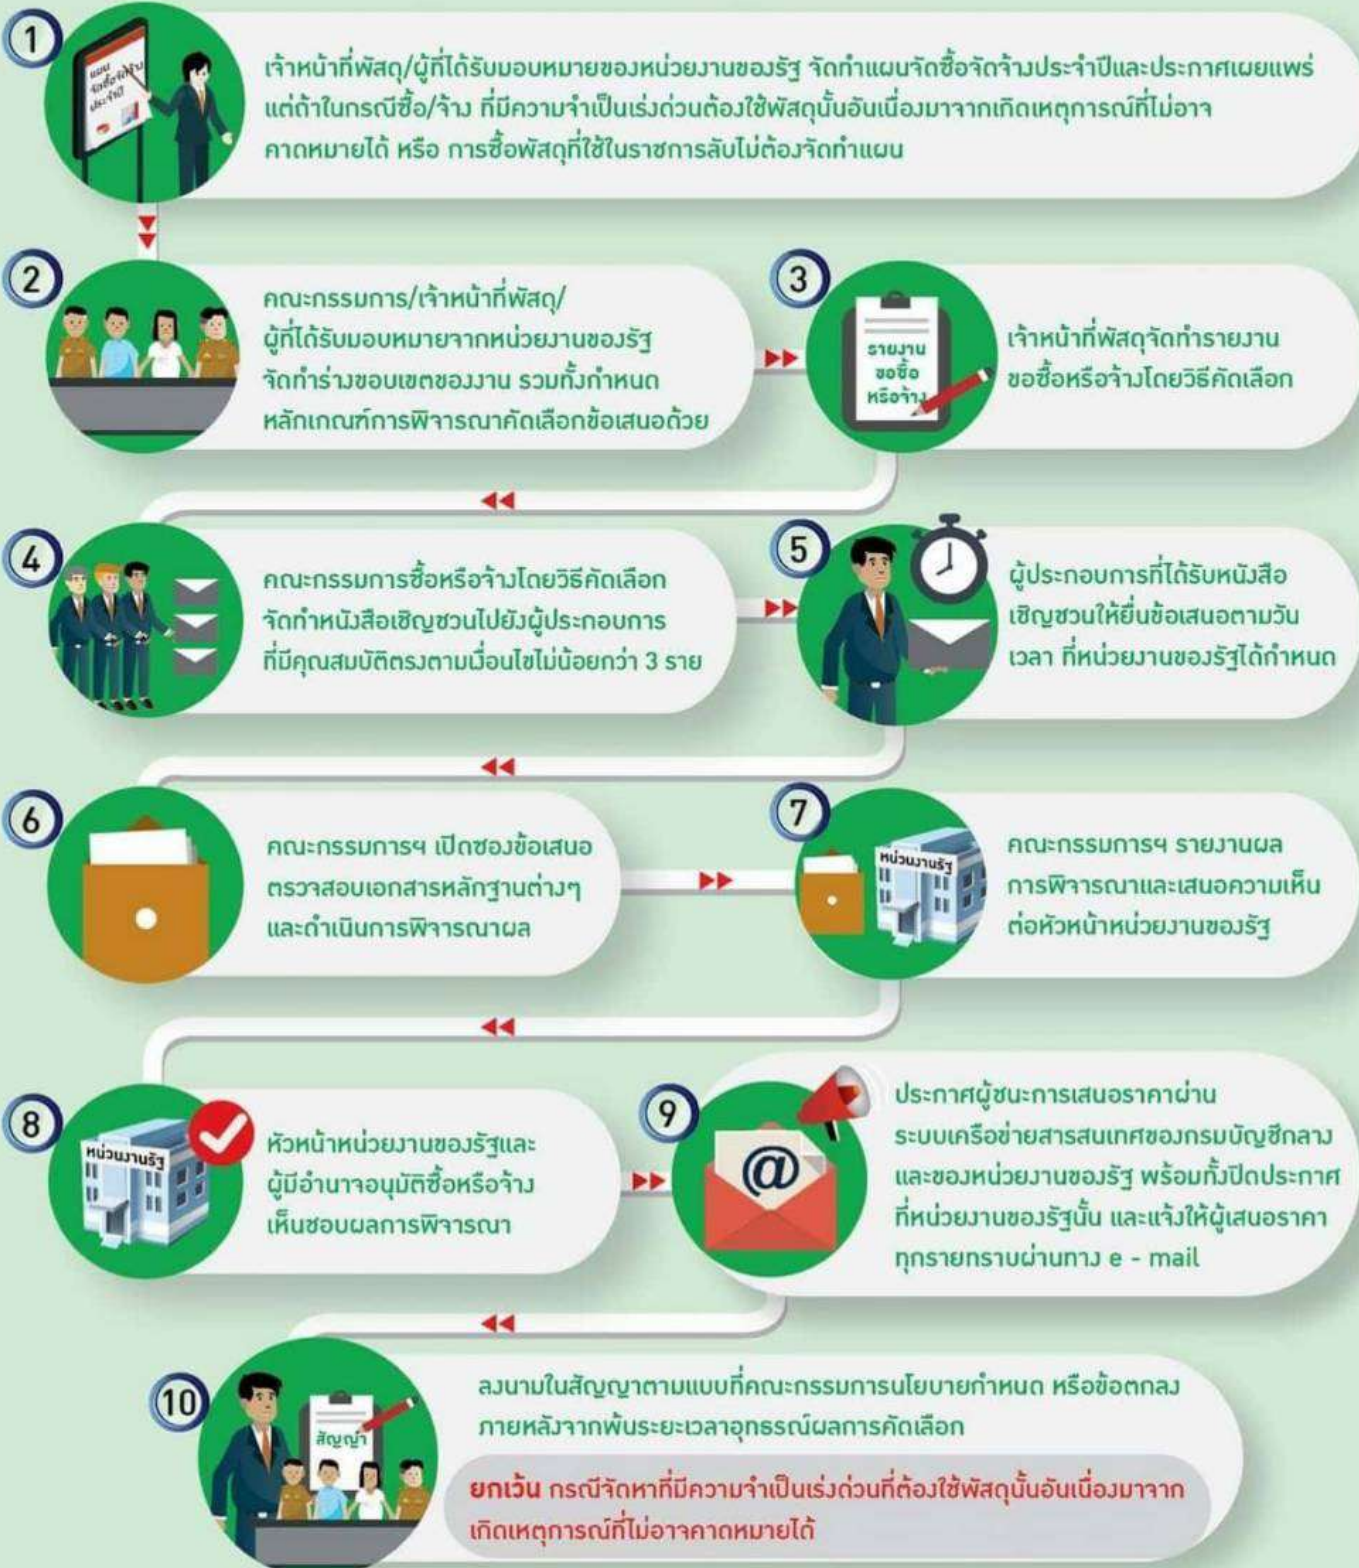 1
แผน
จัดซื้อจัดจ้าง
ประจำปี
เจ้าหน้าที่พัสดุ/ผู้ที่ได้รับมอบหมายของหน่วยงานของรัฐ จัดทำแผนจัดซื้อจัดจ้างประจำปีและประกาศเผยแพร่
แต่ถ้าในกรณีซื้อ/จ้าง ที่มีความจำเป็นเร่งด่วนต้องใช้พัสดุนั้นอันเนื่องมาจากเกิดเหตุการณ์ที่ไม่อาจ
คาดหมายได้ หรือ การซื้อพัสดุที่ใช้ในราชการลับไม่ต้องจัดทำแผน
2
คณะกรรมการ/เจ้าหน้าที่พัสดุ/
ผู้ที่ได้รับมอบหมายจากหน่วยงานของรัฐ
จัดทำร่างขอบเขตของงาน รวมทั้งกำหนด
หลักเกณฑ์การพิจารณาคัดเลือกข้อเสนอด้วย
3
รายงาน
ขอซื้อ
หรือจ้าง
เจ้าหน้าที่พัสดุจัดทำรายงาน
ขอซื้อหรือจ้างโดยวิธีคัดเลือก
4
คณะกรรมการซื้อหรือจ้างโดยวิธีคัดเลือก
จัดทำหนังสือเชิญชวนไปยังผู้ประกอบการ
ที่มีคุณสมบัติตรงตามเงื่อนไขไม่น้อยกว่า 3 ราย
5
ผู้ประกอบการที่ได้รับหนังสือ
เชิญชวนให้ยื่นข้อเสนอตามวัน
เวลา ที่หน่วยงานของรัฐได้กำหนด
6
คณะกรรมการฯ เปิดซองข้อเสนอ
ตรวจสอบเอกสารหลักฐานต่างๆ
และดำเนินการพิจารณาผล
7
หน่วนงานรัฐ
คณะกรรมการฯ รายงานผล
การพิจารณาและเสนอความเห็น
ต่อหัวหน้าหน่วยงานของรัฐ
8
หน่วนงานรัฐ
หัวหน้าหน่วยงานของรัฐและ
ผู้มีอำนาจอนุมัติซื้อหรือจ้าง
เห็นชอบผลการพิจารณา
9
@
ประกาศผู้ชนะการเสนอราคาผ่าน
ระบบเครือข่ายสารสนเทศของกรมบัญชีกลาง
และของหน่วยงานของรัฐ พร้อมทั้งปิดประกาศ
ที่หน่วยงานของรัฐนั้น และแจ้งให้ผู้เสนอราคา
ทุกรายทราบผ่านทาง e - mail
10
สัญญา
ลงนามในสัญญาตามแบบที่คณะกรรมการนโยบายกำหนด หรือข้อตกลง
ภายหลังจากพ้นระยะเวลาอุทธรณ์ผลการคัดเลือก
ยกเว้น กรณีจัดหาที่มีความจำเป็นเร่งด่วนที่ต้องใช้พัสดุนั้นอันเนื่องมาจาก
เกิดเหตุการณ์ที่ไม่อาจคาดหมายได้